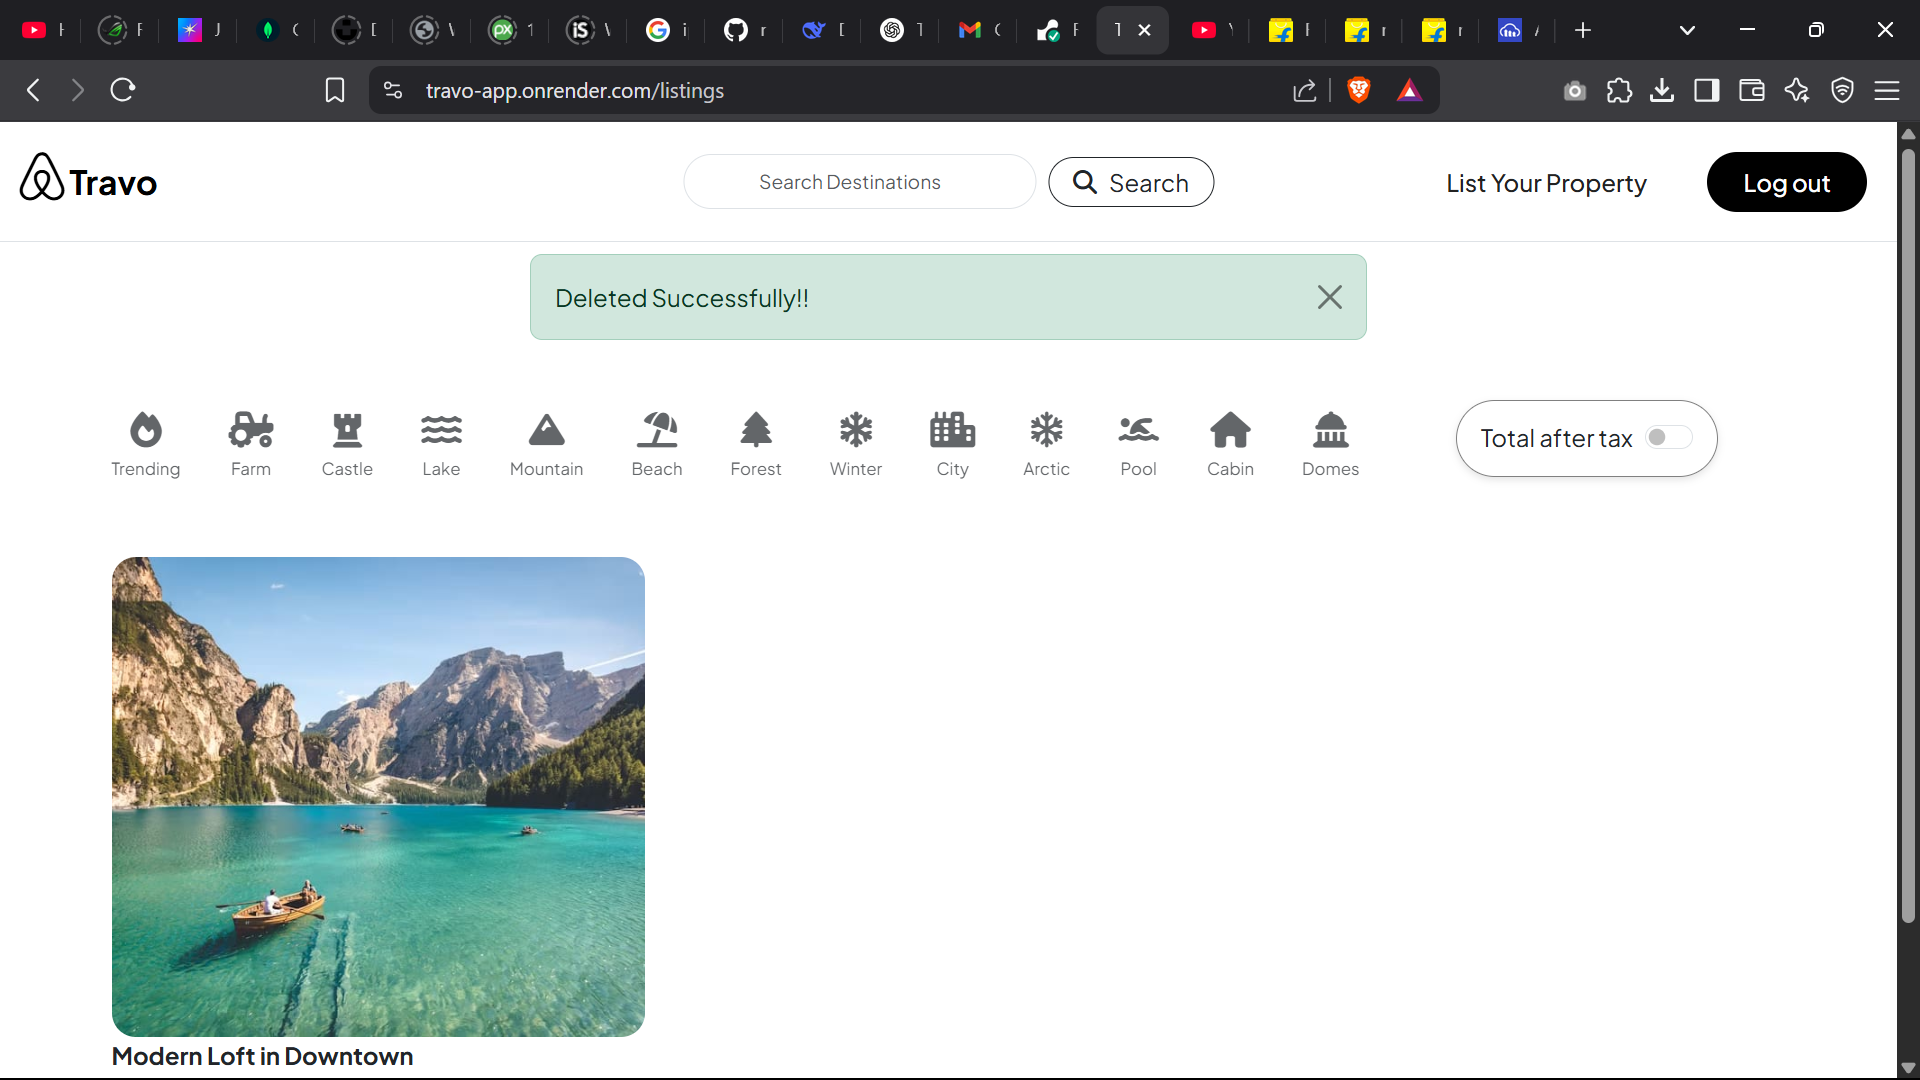 travo-app.onrender.com/listings
Travo
Search Destinations
Search
List Your Property
Log out
Deleted Successfully!!
Trending
Farm
Castle
Lake
Mountain
Beach
Forest
Winter
City
Arctic
Pool
Cabin
Domes
Total after tax
Modern Loft in Downtown